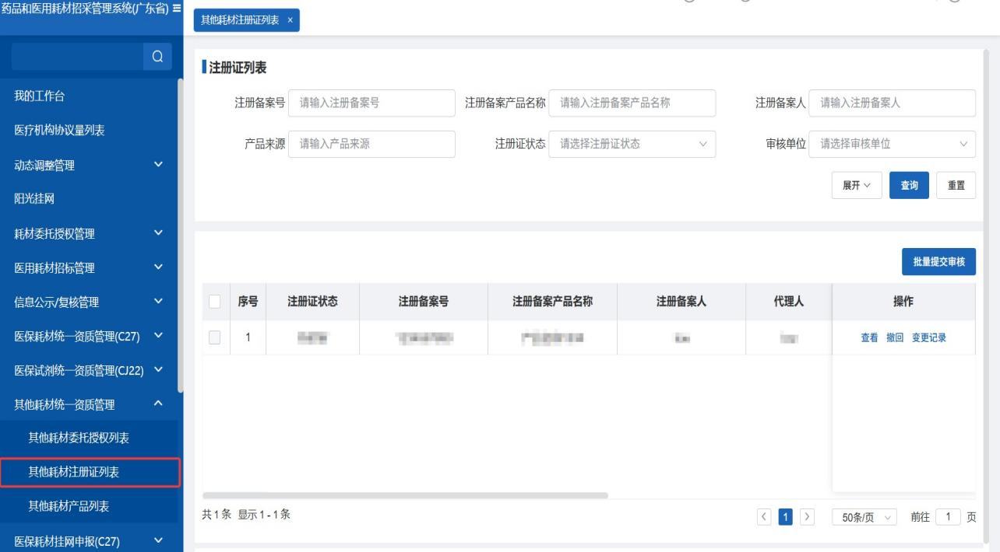 药品和医用耗材招采管理系统(广东省)
其他耗材注册证列表 ×
我的工作台
医疗机构协议量列表
动态调整管理
阳光挂网
耗材委托授权管理
医用耗材招标管理
信息公示/复核管理
医保耗材统一资质管理(C27)
医保试剂统一资质管理(CJ22)
其他耗材统一资质管理
其他耗材委托授权列表
其他耗材注册证列表
其他耗材产品列表
医保耗材挂网申报(C27)
注册证列表
注册备案号 请输入注册备案号 注册备案产品名称 请输入注册备案产品名称 注册备案人 请输入注册备案人
产品来源 请输入产品来源 注册证状态 请选择注册证状态 审核单位 请选择审核单位
展开 查询 重置
批量提交审核
序号 注册证状态 注册备案号 注册备案产品名称 注册备案人 代理人 操作
1 查看 撤回 变更记录
共 1 条 显示 1 - 1 条 1 50条/页 前往 1 页